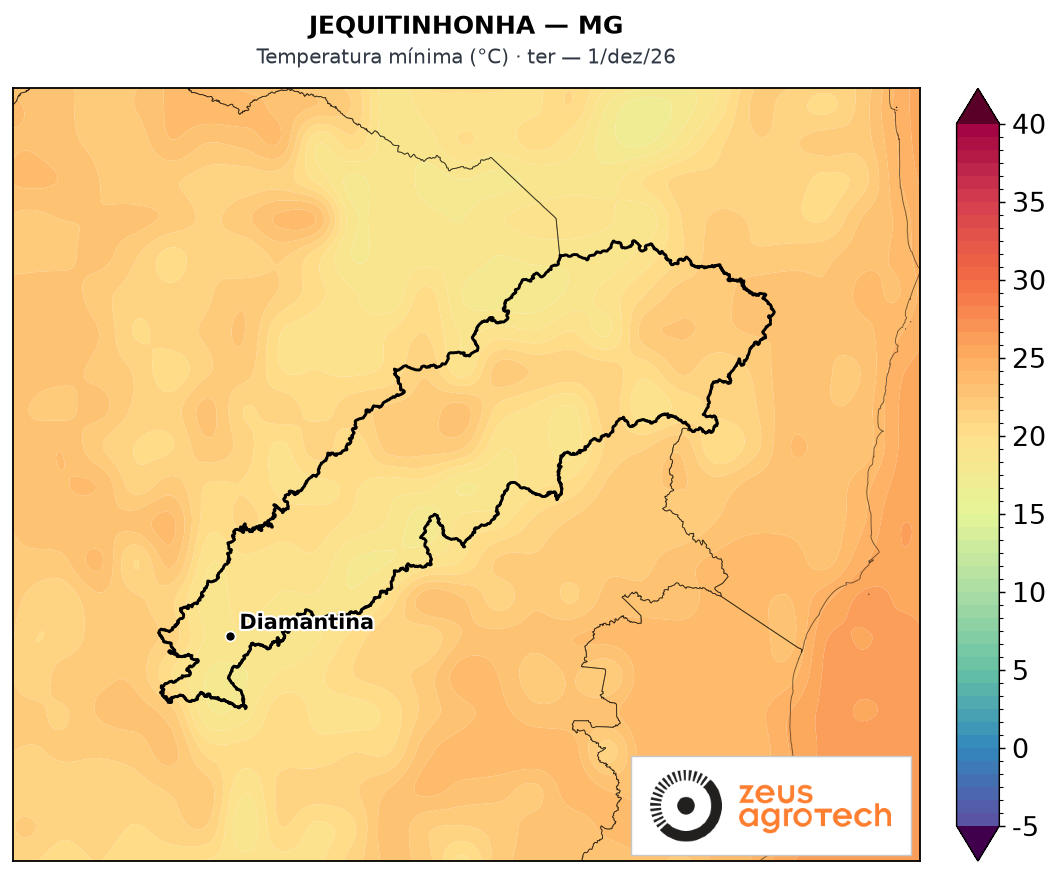 JEQUITINHONHA — MG
Temperatura mínima (°C) · ter — 1/dez/26
40
35
30
25
20
15
10
5
0
-5
Diamantina
zeus
agrotech